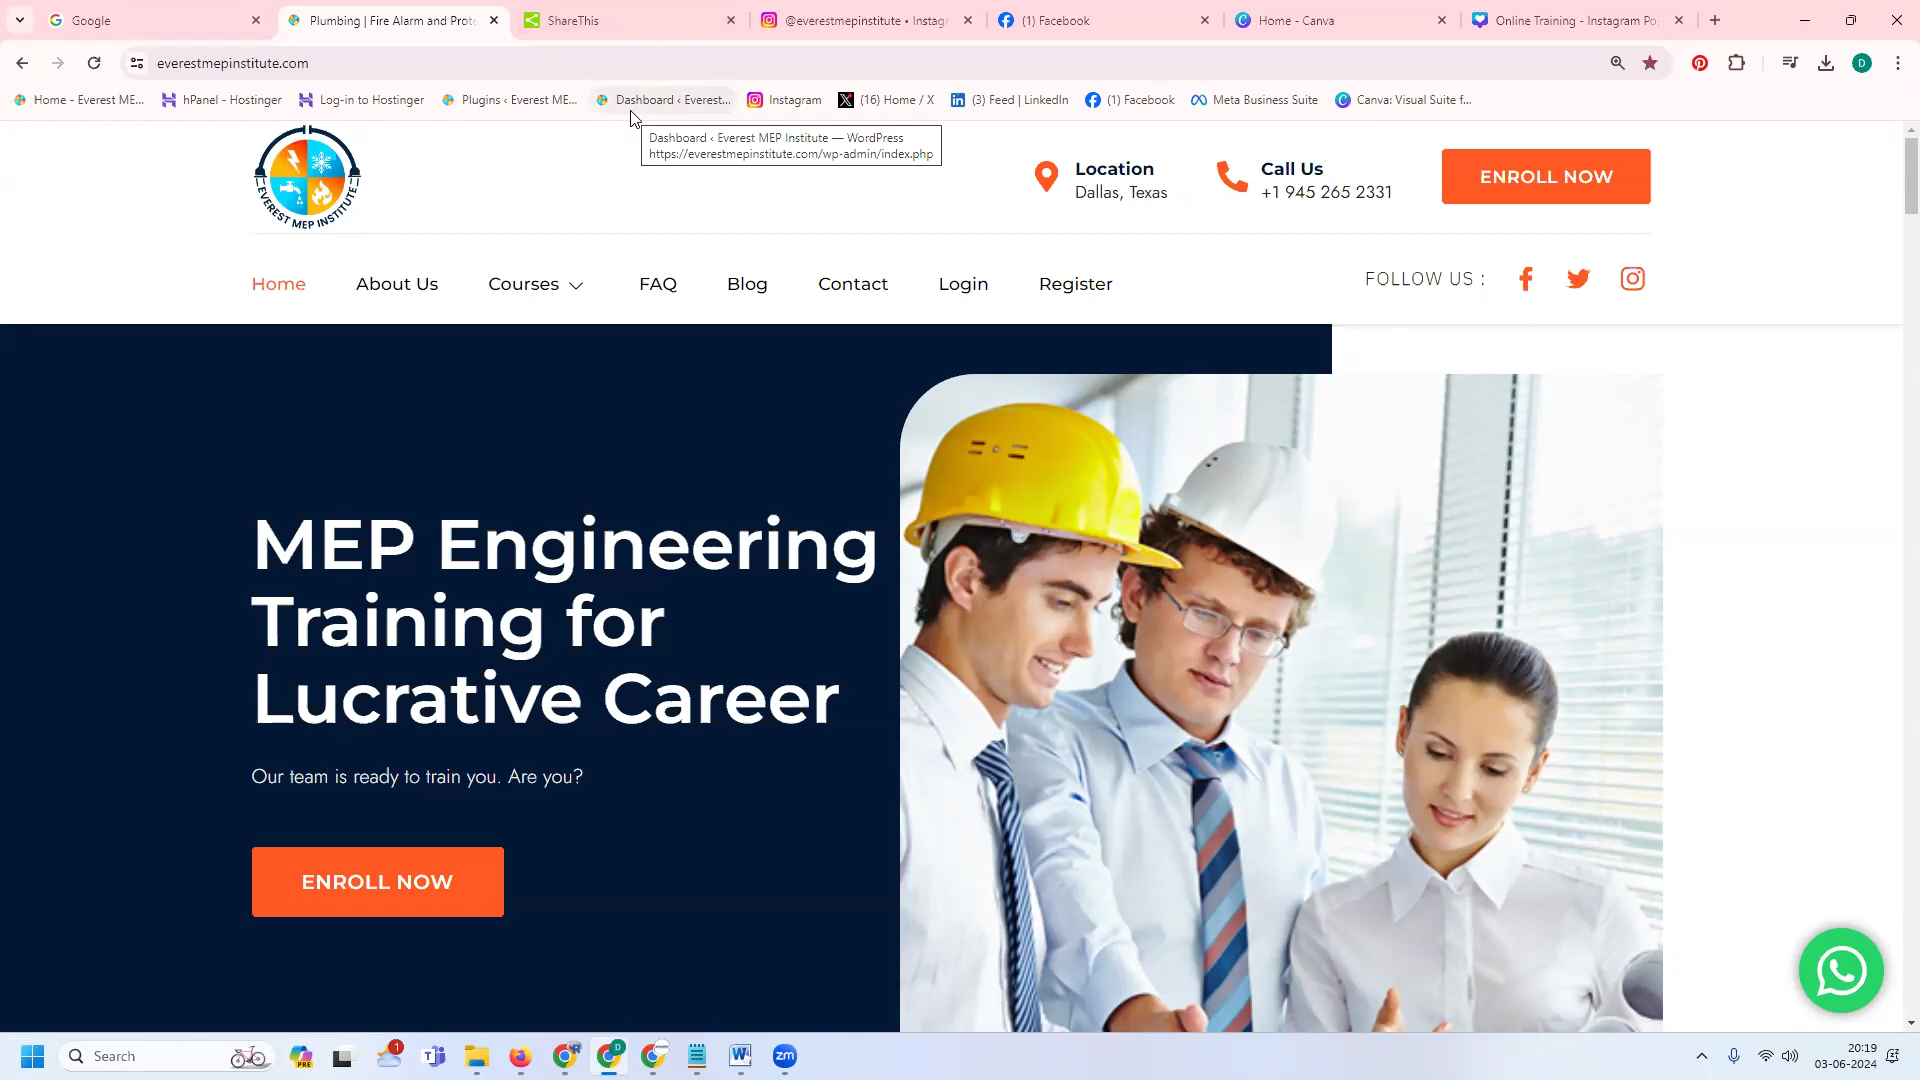 Google
Plumbing | Fire Alarm and Prote
ShareThis
@everestmepinstitute • Instagr
(1) Facebook
Home - Canva
Online Training - Instagram Po
everestmepinstitute.com
D
Home - Everest ME...
hPanel - Hostinger
Log-in to Hostinger
Plugins ‹ Everest ME...
Dashboard ‹ Everest...
Instagram
(16) Home / X
(3) Feed | LinkedIn
(1) Facebook
Meta Business Suite
Canva: Visual Suite f...
Dashboard ‹ Everest MEP Institute — WordPress
https://everestmepinstitute.com/wp-admin/index.php
EVEREST MEP INSTITUTE
Location
Dallas, Texas
Call Us
+1 945 265 2331
ENROLL NOW
Home
About Us
Courses
FAQ
Blog
Contact
Login
Register
FOLLOW US :
MEP Engineering
Training for
Lucrative Career
Our team is ready to train you. Are you?
ENROLL NOW
Search
PRE
1
D
zm
20:19
03-06-2024